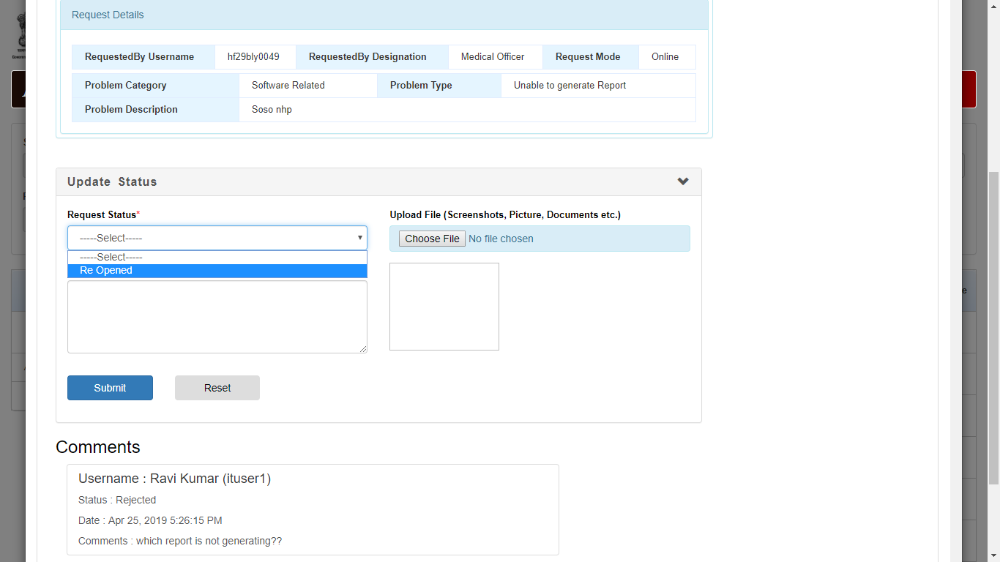 Request Details
RequestedBy Username hf29bly0049 RequestedBy Designation Medical Officer Request Mode Online
Problem Category Software Related Problem Type Unable to generate Report
Problem Description Soso nhp
Update Status
Request Status* Upload File (Screenshots, Picture, Documents etc.)
-----Select----- Choose File No file chosen
-----Select-----
Re Opened
Submit Reset
Comments
Username : Ravi Kumar (ituser1)
Status : Rejected
Date : Apr 25, 2019 5:26:15 PM
Comments : which report is not generating??